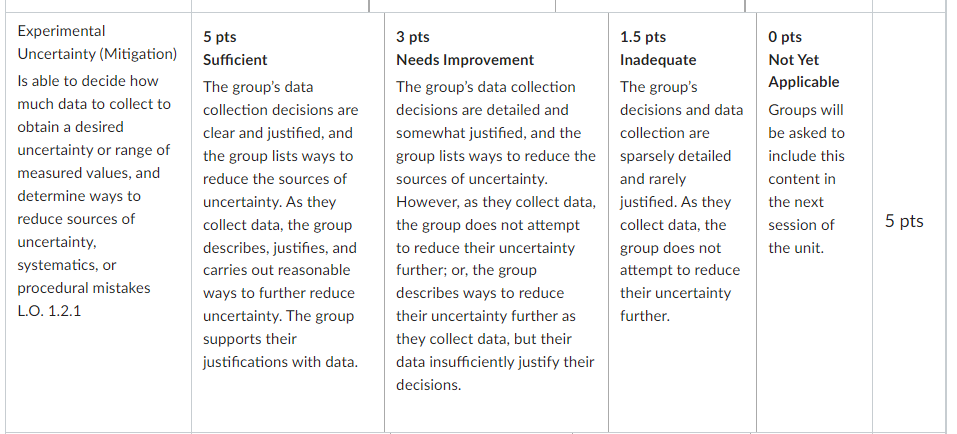 Experimental
Uncertainty (Mitigation)
Is able to decide how
much data to collect to
obtain a desired
uncertainty or range of
measured values, and
determine ways to
reduce sources of
uncertainty,
systematics, or
procedural mistakes
L.O. 1.2.1
5 pts
Sufficient
The group's data
collection decisions are
clear and justified, and
the group lists ways to
reduce the sources of
uncertainty. As they
collect data, the group
describes, justifies, and
carries out reasonable
ways to further reduce
uncertainty. The group
supports their
justifications with data.
3 pts
Needs Improvement
The group's data collection
decisions are detailed and
somewhat justified, and the
group lists ways to reduce the
sources of uncertainty.
However, as they collect data,
the group does not attempt
to reduce their uncertainty
further; or, the group
describes ways to reduce
their uncertainty further as
they collect data, but their
data insufficiently justify their
decisions.
1.5 pts
Inadequate
The group's
decisions and data
collection are
sparsely detailed
and rarely
justified. As they
collect data, the
group does not
attempt to reduce
their uncertainty
further.
0 pts
Not Yet
Applicable
Groups will
be asked to
include this
content in
the next
session of
the unit.
5 pts